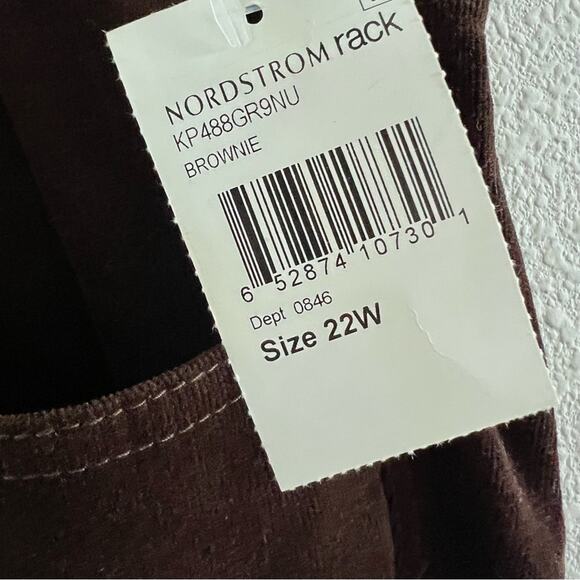 NORDSTROM rack
KP488GR9NU
BROWNIE
6 52874 10730 1
Dept 0846
Size 22W